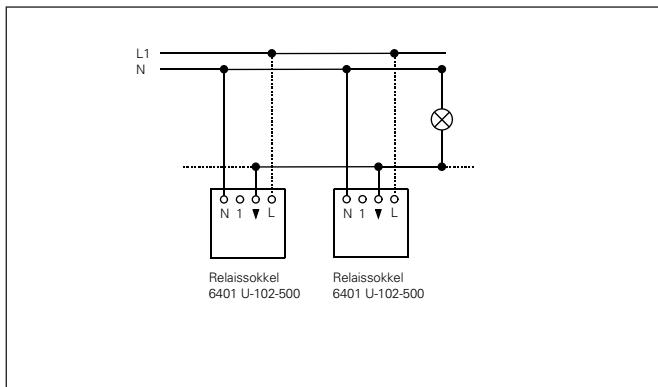 L1
N
N 1 ▼ L
N 1 ▼ L
Relaissokkel
6401 U-102-500
Relaissokkel
6401 U-102-500